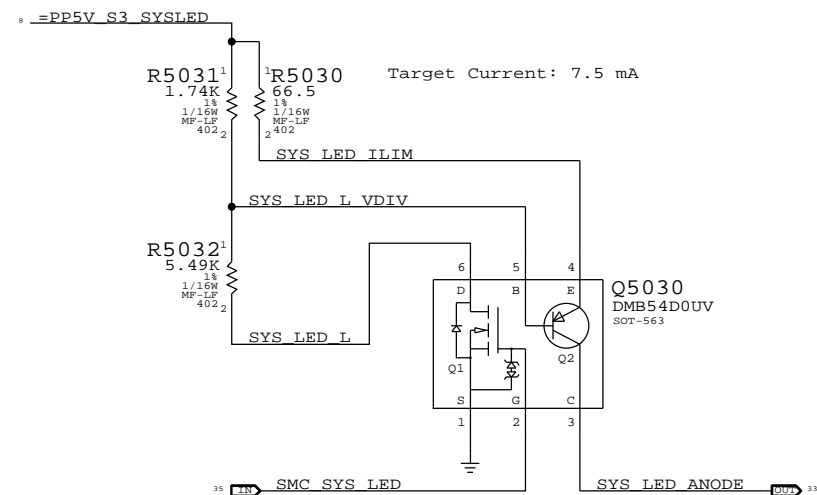 8 =PP5V_S3_SYSLED
R5031 1
1.74K
1%
1/16W
MF-LF
402 2
1 R5030
66.5
1%
1/16W
MF-LF
2 402
Target Current: 7.5 mA
SYS_LED_ILIM
SYS_LED_L_VDIV
R5032 1
5.49K
1%
1/16W
MF-LF
402 2
SYS_LED_L
6 5 4
D B E
Q5030
DMB54D0UV
SOT-563
Q1
Q2
S G C
1 2 3
35 IN SMC_SYS_LED
SYS_LED_ANODE OUT 33